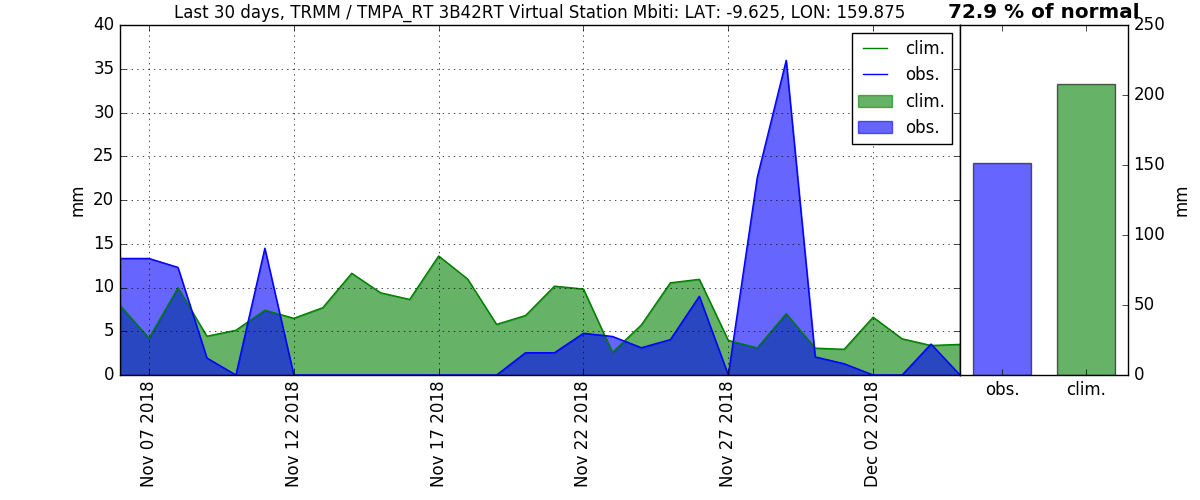 Last 30 days, TRMM / TMPA_RT 3B42RT Virtual Station Mbiti: LAT: -9.625, LON: 159.875
72.9 % of normal
40
35
30
25
20
15
10
5
0
mm
clim.
obs.
clim.
obs.
Nov 07 2018
Nov 12 2018
Nov 17 2018
Nov 22 2018
Nov 27 2018
Dec 02 2018
250
200
150
100
50
0
mm
obs.
clim.